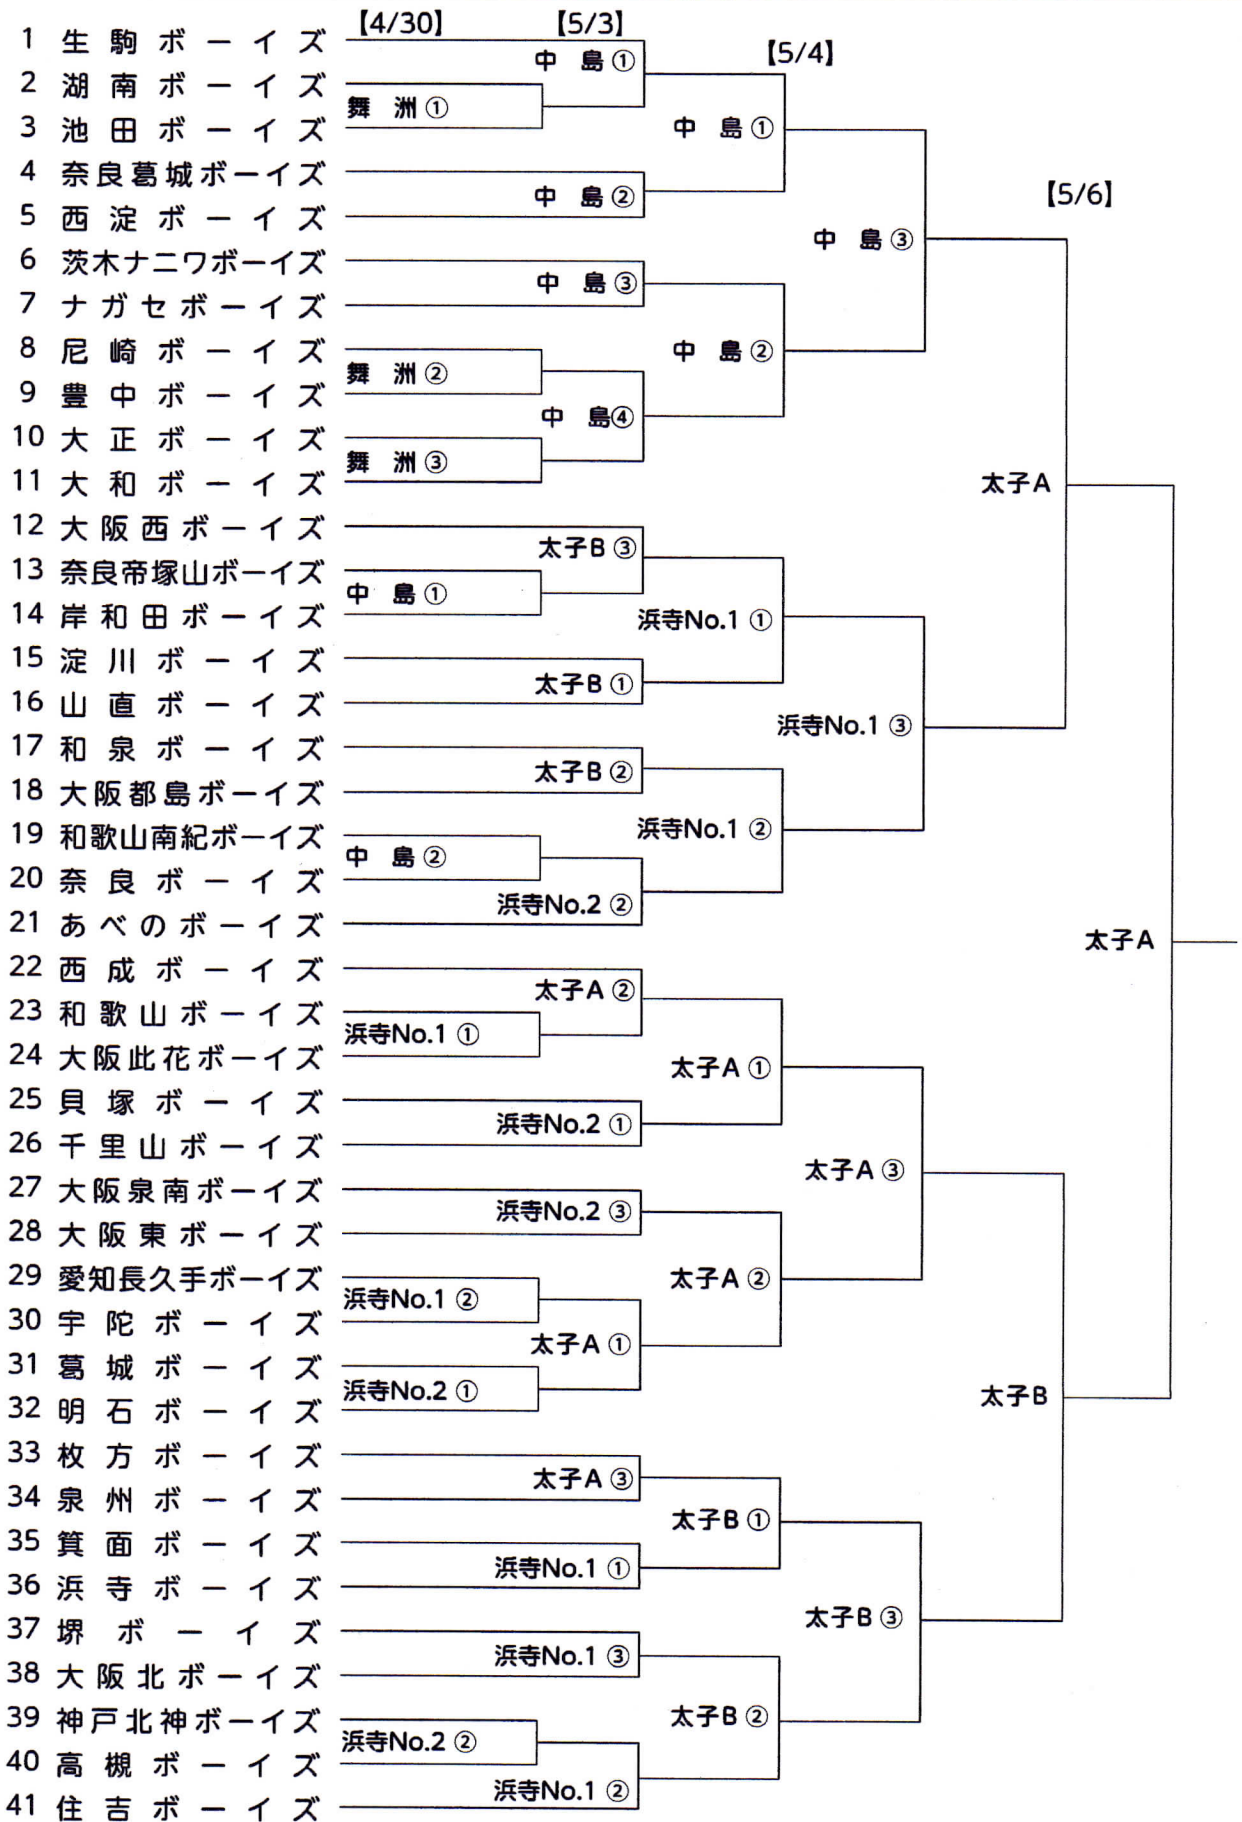 【4/30】 【5/3】
1 生駒ボーイズ
中島①
【5/4】
2 湖南ボーイズ
舞洲①
3 池田ボーイズ
中島①
4 奈良葛城ボーイズ
中島②
【5/6】
5 西淀ボーイズ
中島③
6 茨木ナニワボーイズ
中島③
7 ナガセボーイズ
8 尼崎ボーイズ
中島②
舞洲②
9 豊中ボーイズ
中島④
10 大正ボーイズ
舞洲③
11 大和ボーイズ
太子A
12 大阪西ボーイズ
太子B③
13 奈良帝塚山ボーイズ
中島①
14 岸和田ボーイズ
浜寺No.1①
15 淀川ボーイズ
太子B①
16 山直ボーイズ
浜寺No.1③
17 和泉ボーイズ
太子B②
18 大阪都島ボーイズ
浜寺No.1②
19 和歌山南紀ボーイズ
中島②
20 奈良ボーイズ
浜寺No.2②
21 あべのボーイズ
太子A
22 西成ボーイズ
太子A②
23 和歌山ボーイズ
浜寺No.1①
24 大阪此花ボーイズ
太子A①
25 貝塚ボーイズ
浜寺No.2①
26 千里山ボーイズ
太子A③
27 大阪泉南ボーイズ
浜寺No.2③
28 大阪東ボーイズ
太子A②
29 愛知長久手ボーイズ
浜寺No.1②
30 宇陀ボーイズ
太子A①
31 葛城ボーイズ
浜寺No.2①
太子B
32 明石ボーイズ
33 枚方ボーイズ
太子A③
34 泉州ボーイズ
太子B①
35 箕面ボーイズ
浜寺No.1①
36 浜寺ボーイズ
太子B③
37 堺ボーイズ
浜寺No.1③
38 大阪北ボーイズ
太子B②
39 神戸北神ボーイズ
浜寺No.2②
40 高槻ボーイズ
浜寺No.1②
41 住吉ボーイズ